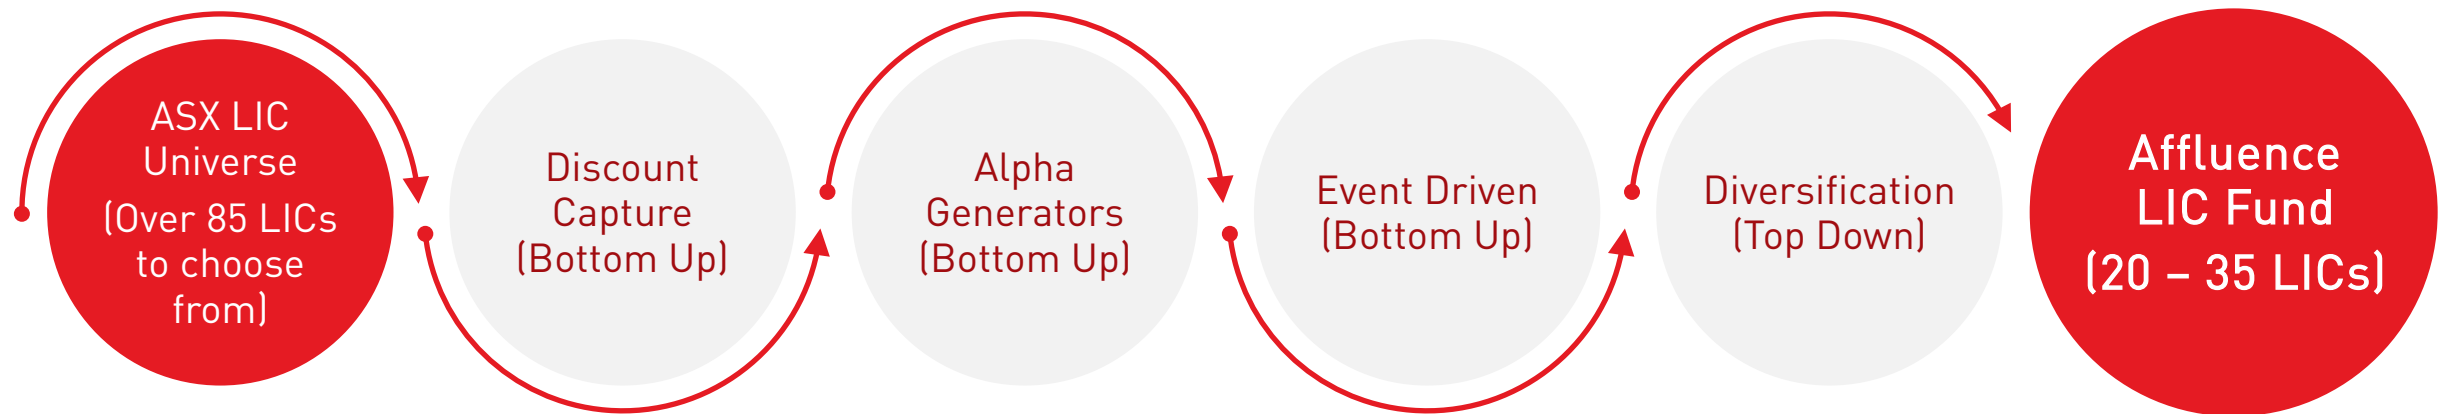 ASX LIC
Universe
(Over 85 LICs
to choose
from)
Discount
Capture
(Bottom Up)
Alpha
Generators
(Bottom Up)
Event Driven
(Bottom Up)
Diversification
(Top Down)
Affluence
LIC Fund
(20 – 35 LICs)